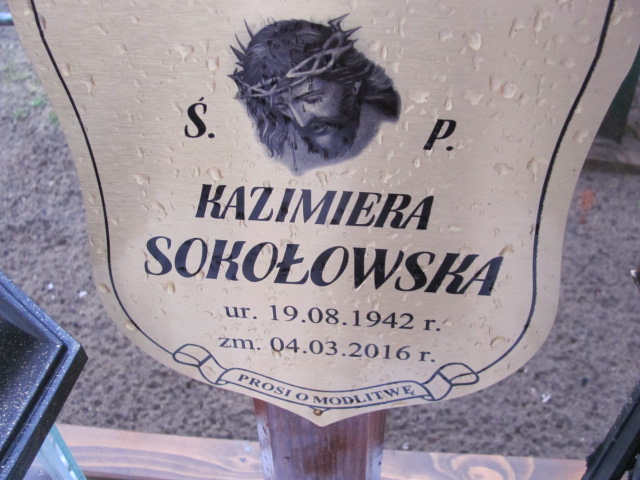 Ś. P.
KAZIMIERA
SOKOŁOWSKA
ur. 19.08.1942 r.
zm. 04.03.2016 r.
PROSI O MODLITWĘ